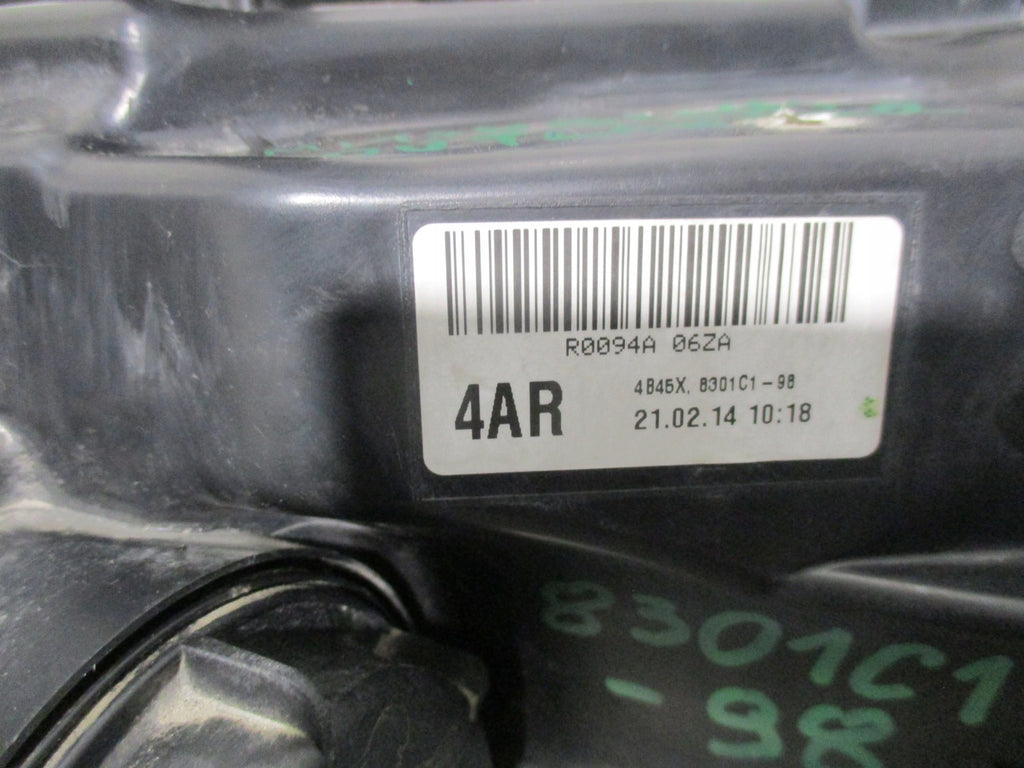 R0094A 06ZA
4AR
4B45X, 8301C1-98
21.02.14 10:18
8301C1
-98